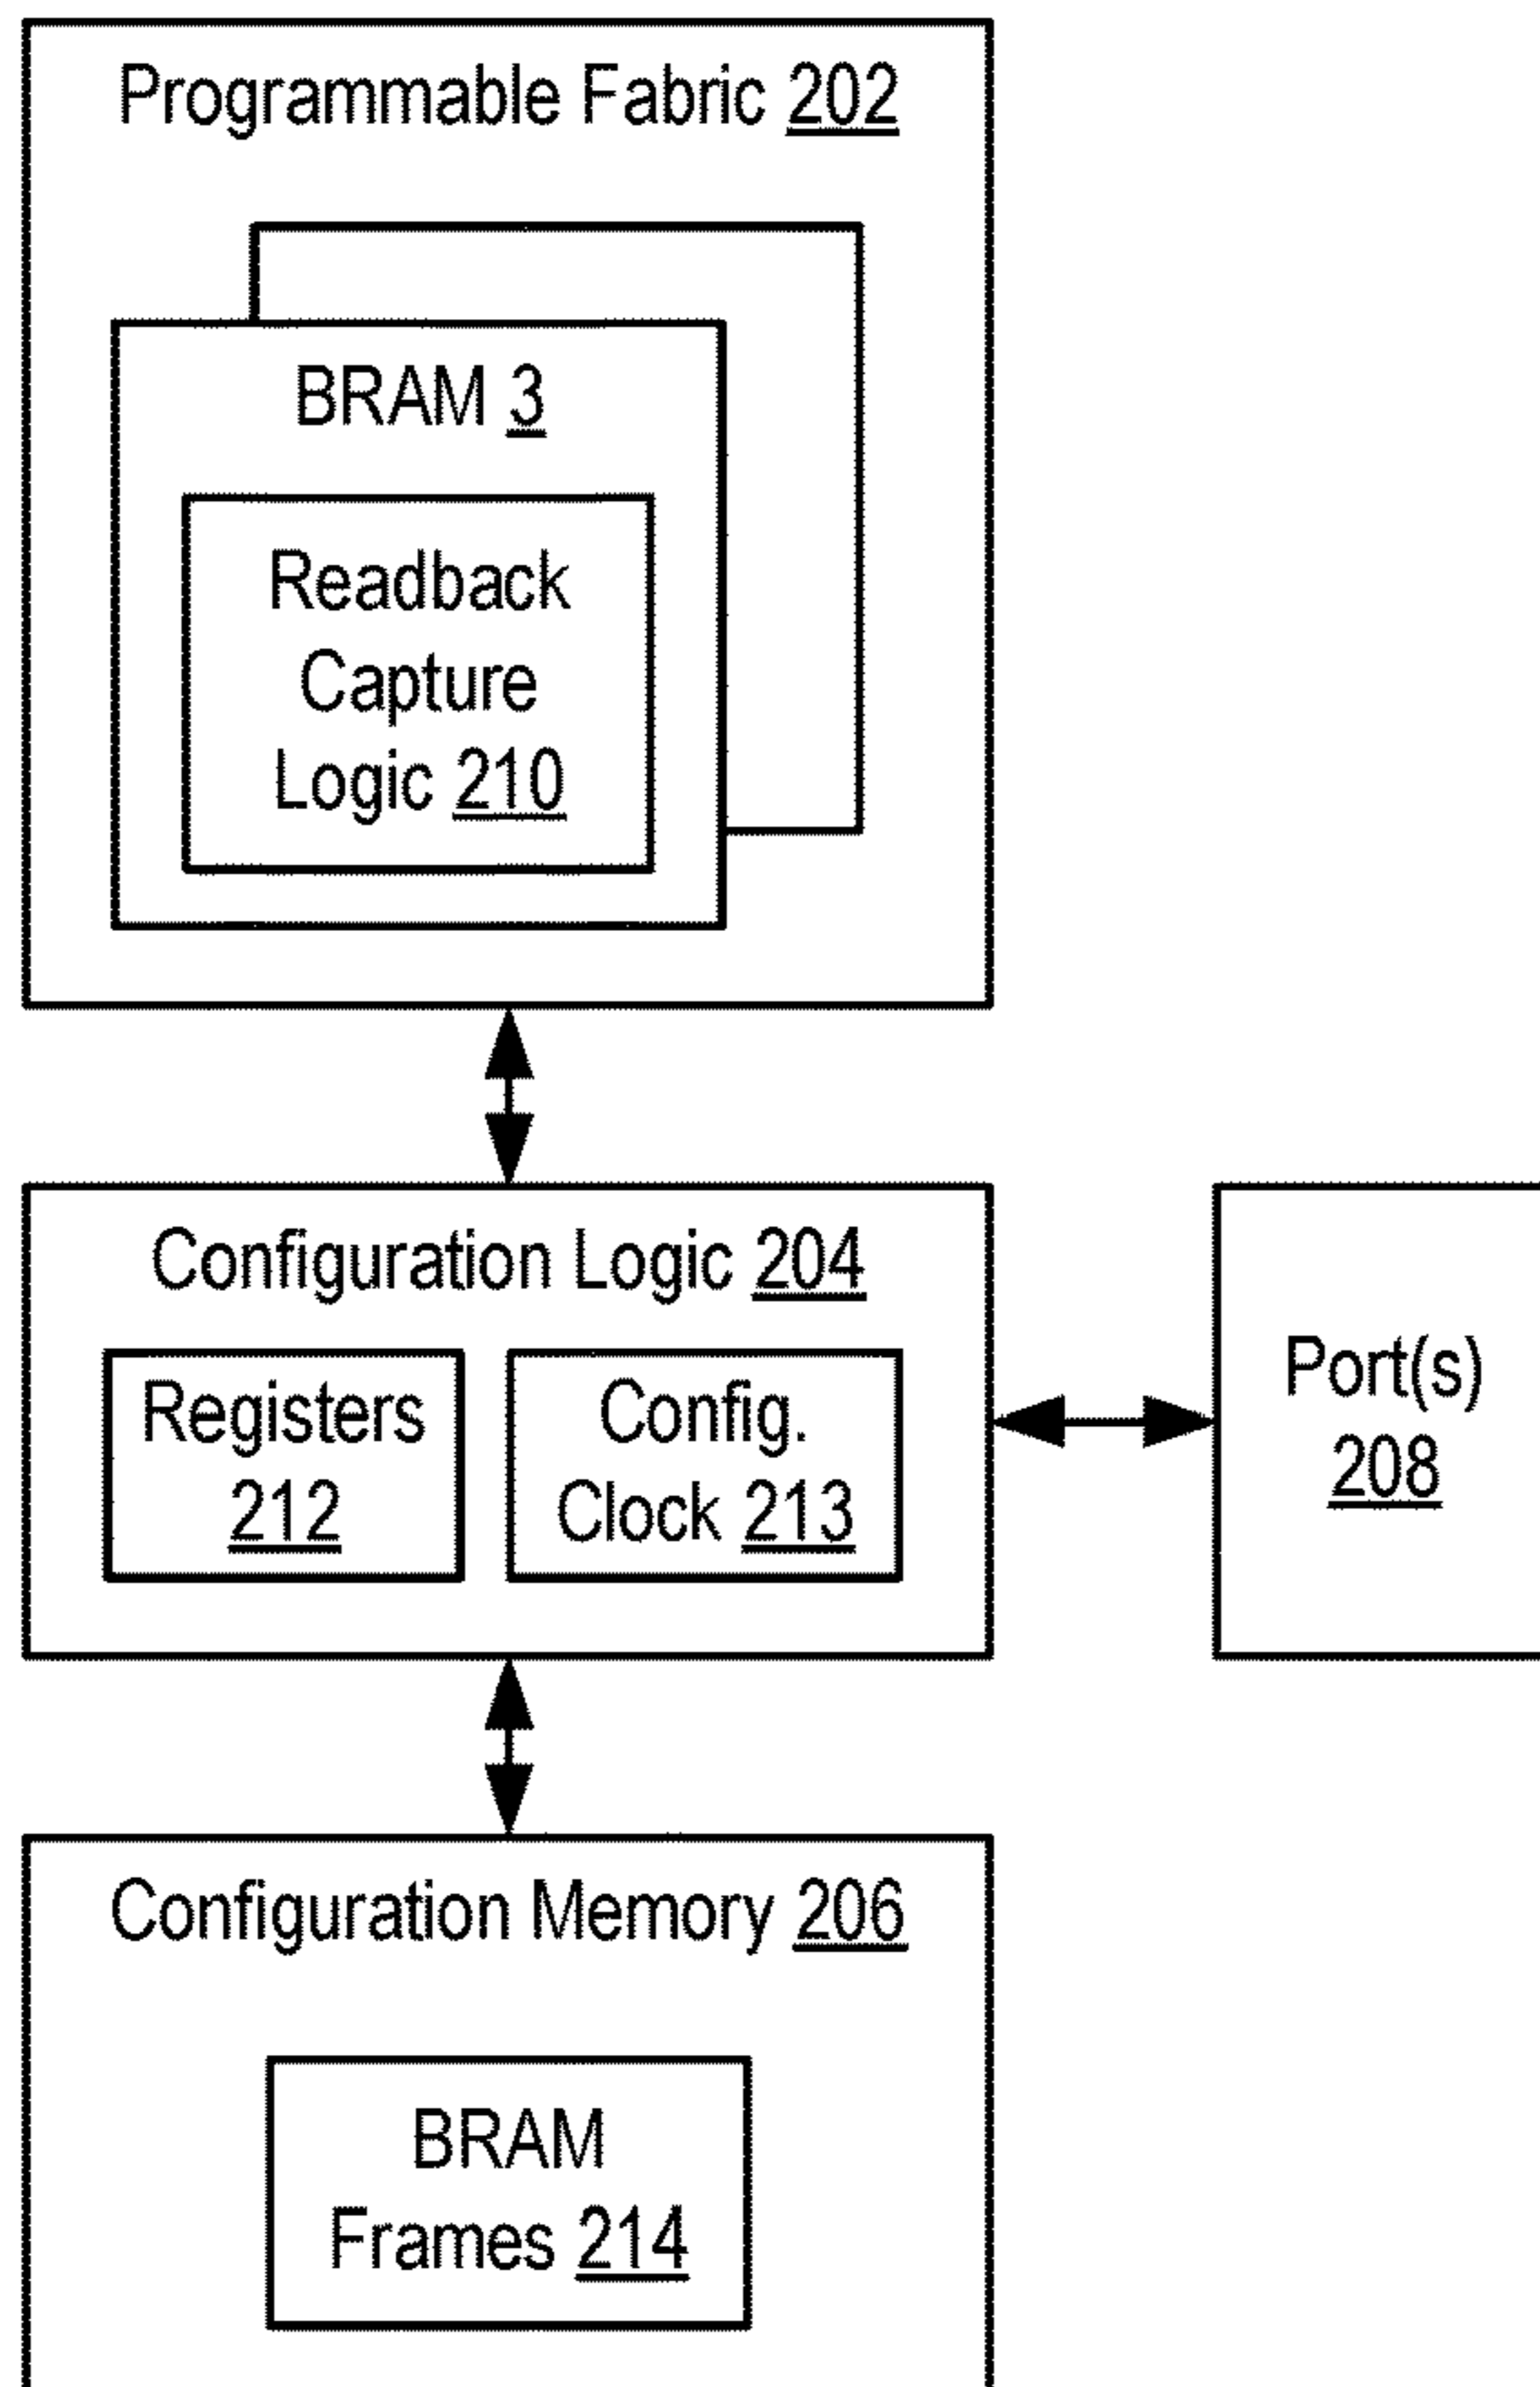 Programmable Fabric 202
BRAM 3
Readback
Capture
Logic 210
Configuration Logic 204
Registers
212
Config.
Clock 213
Port(s)
208
Configuration Memory 206
BRAM
Frames 214